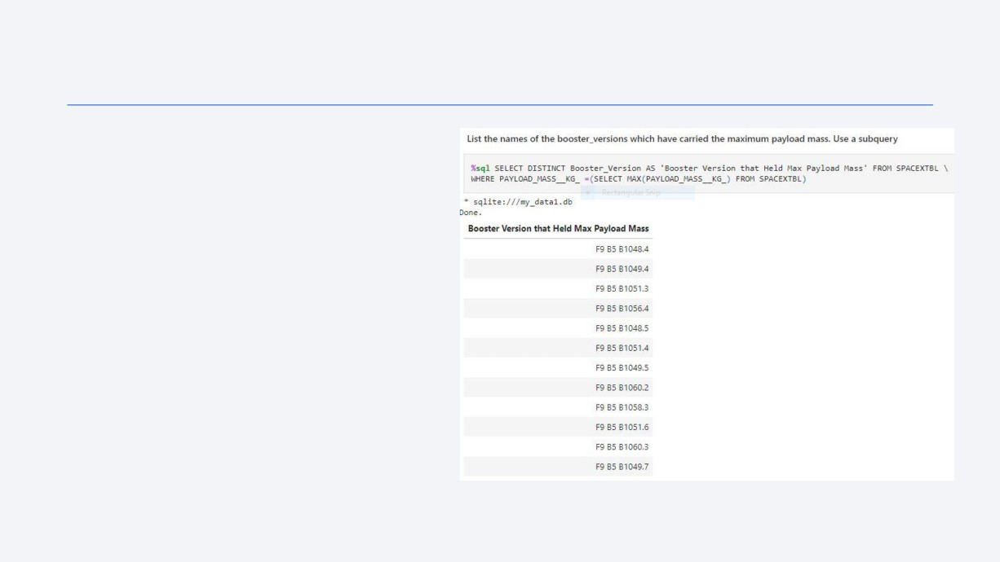 List the names of the booster_versions which have carried the maximum payload mass. Use a subquery
%sql SELECT DISTINCT Booster_Version AS 'Booster Version that Held Max Payload Mass' FROM SPACEXTBL \
WHERE PAYLOAD_MASS__KG_ =(SELECT MAX(PAYLOAD_MASS__KG_) FROM SPACEXTBL)
Rectangular Snip
* sqlite:///my_data1.db
Done.
Booster Version that Held Max Payload Mass
F9 B5 B1048.4
F9 B5 B1049.4
F9 B5 B1051.3
F9 B5 B1056.4
F9 B5 B1048.5
F9 B5 B1051.4
F9 B5 B1049.5
F9 B5 B1060.2
F9 B5 B1058.3
F9 B5 B1051.6
F9 B5 B1060.3
F9 B5 B1049.7